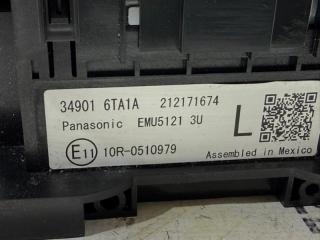 34901 6TA1A 212171674
Panasonic EMU5121 3U
L
E11 10R-0510979
Assembled in Mexico